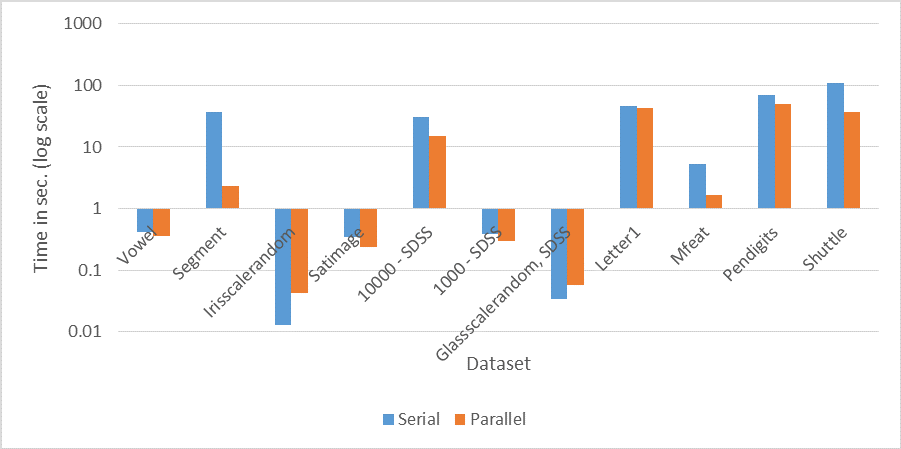 1000
100
10
1
0.1
0.01
Time in sec. (log scale)
Vowel
Segment
Irisscalerandom
Satimage
10000 - SDSS
1000 - SDSS
Glassscalerandom, SDSS
Letter1
Mfeat
Pendigits
Shuttle
Dataset
Serial Parallel